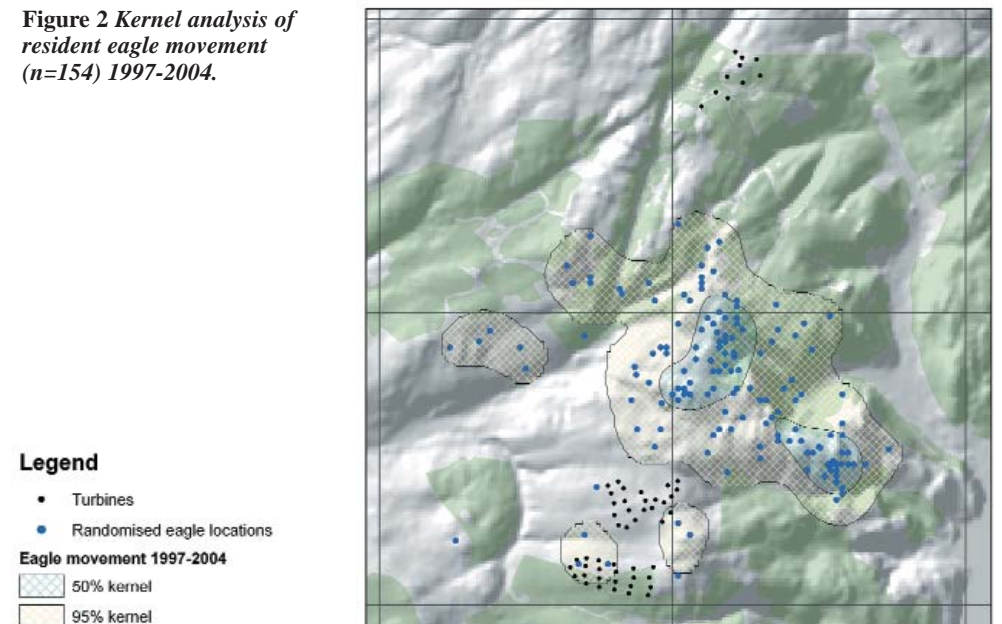 Figure 2 Kernel analysis of
resident eagle movement
(n=154) 1997-2004.
Legend
Turbines
Randomised eagle locations
Eagle movement 1997-2004
50% kernel
95% kernel